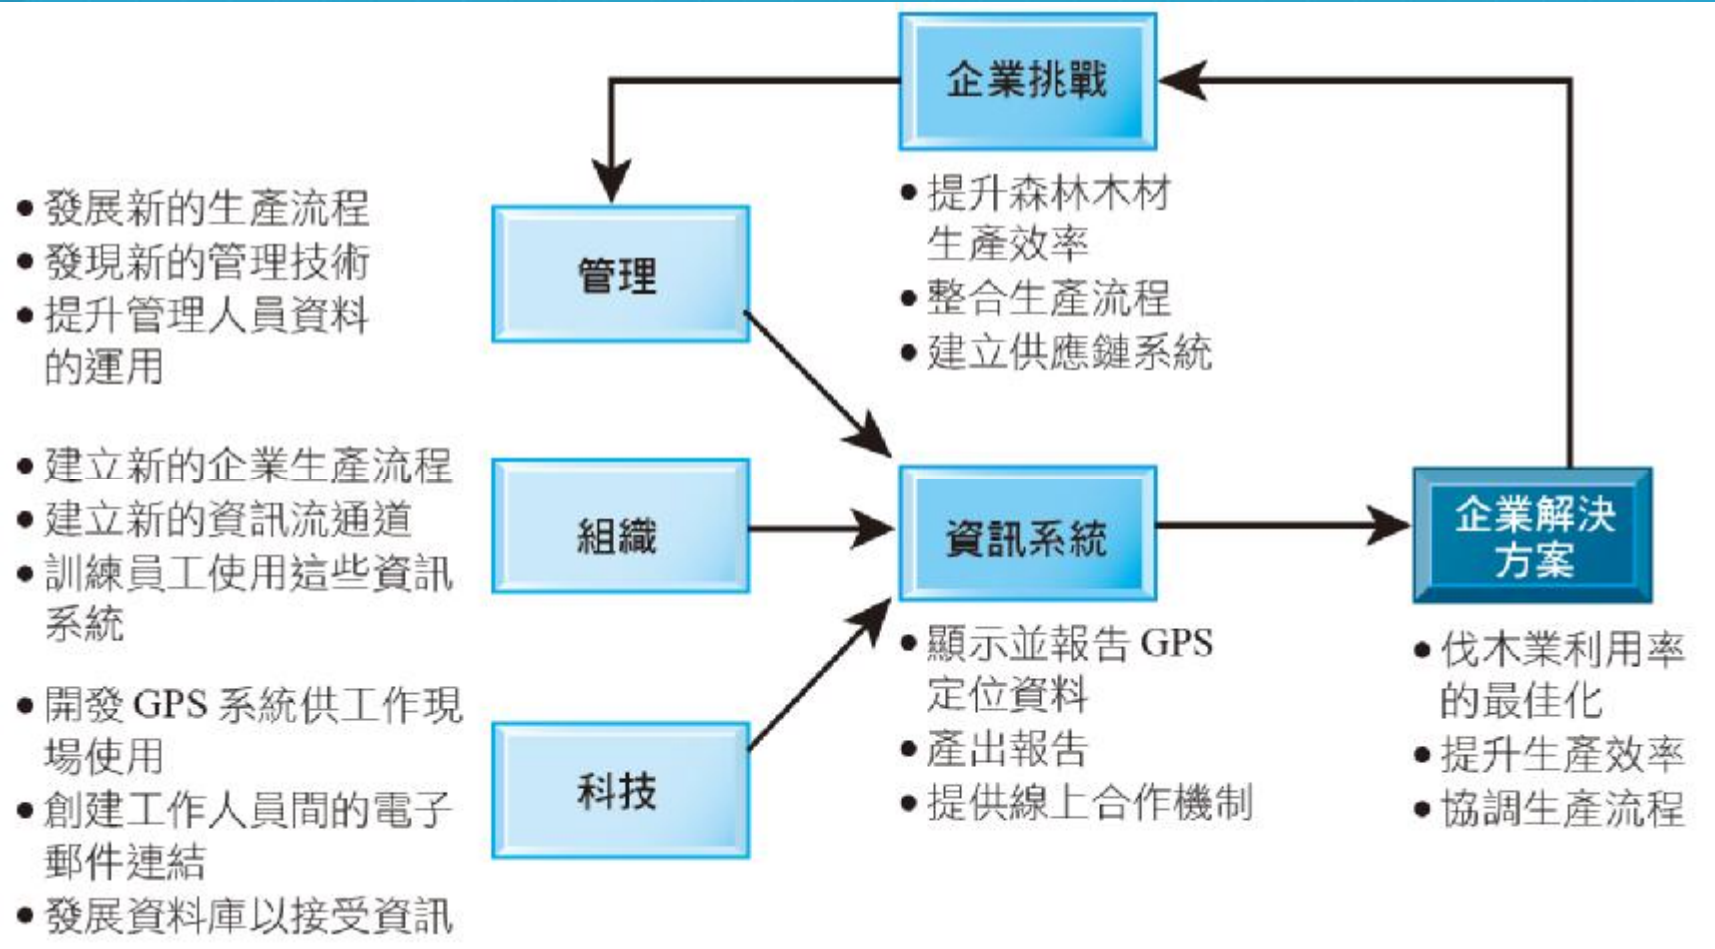 企業挑戰
• 提升森林木材
生產效率
• 整合生產流程
• 建立供應鏈系統
• 發展新的生產流程
• 發現新的管理技術
• 提升管理人員資料
的運用
管理
• 建立新的企業生產流程
• 建立新的資訊流通道
• 訓練員工使用這些資訊
系統
組織
• 開發 GPS 系統供工作現
場使用
• 創建工作人員間的電子
郵件連結
• 發展資料庫以接受資訊
科技
資訊系統
• 顯示並報告 GPS
定位資料
• 產出報告
• 提供線上合作機制
企業解決
方案
• 伐木業利用率
的最佳化
• 提升生產效率
• 協調生產流程